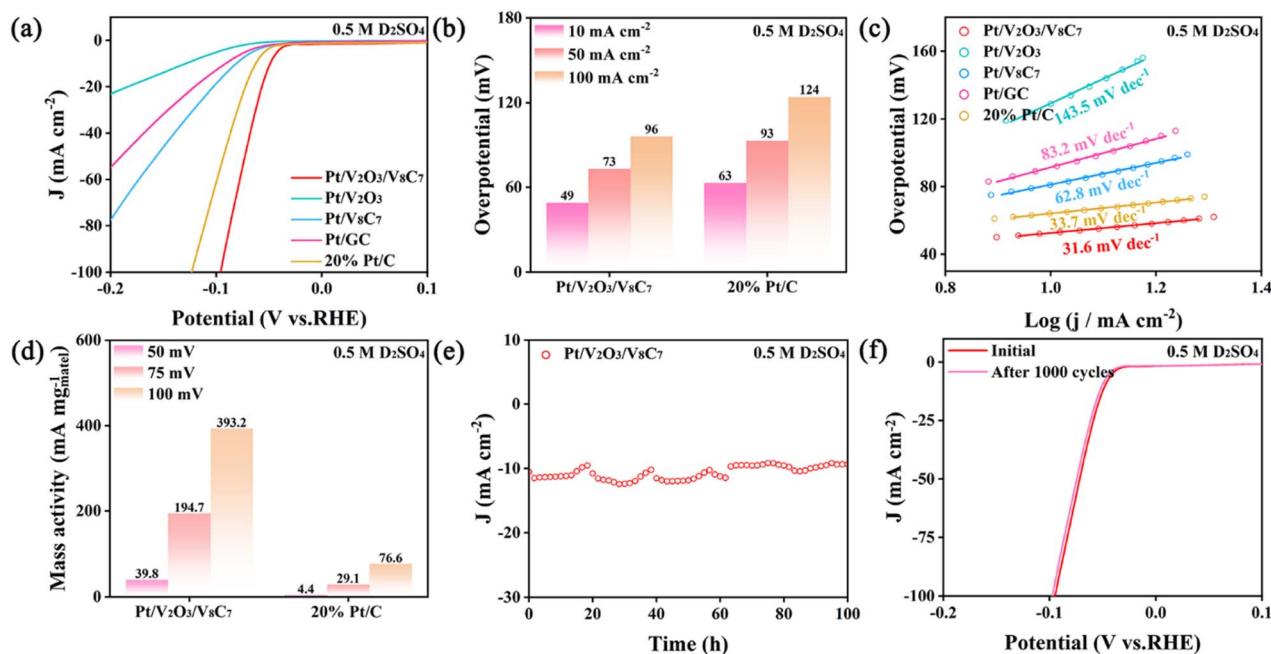 (a)
0.5 M D₂SO₄
0
-20
-40
-60
-80
-100
J (mA cm⁻²)
Pt/V₂O₃/V₈C₇
Pt/V₂O₃
Pt/V₈C₇
Pt/GC
20% Pt/C
-0.2
-0.1
0.0
0.1
Potential (V vs.RHE)
(b)
10 mA cm⁻²
50 mA cm⁻²
100 mA cm⁻²
0.5 M D₂SO₄
180
120
60
0
Overpotential (mV)
49
73
96
63
93
124
Pt/V₂O₃/V₈C₇
20% Pt/C
(c)
Pt/V₂O₃/V₈C₇
Pt/V₂O₃
Pt/V₈C₇
Pt/GC
20% Pt/C
0.5 M D₂SO₄
160
120
80
40
Overpotential (mV)
143.5 mV dec⁻¹
83.2 mV dec⁻¹
62.8 mV dec⁻¹
33.7 mV dec⁻¹
31.6 mV dec⁻¹
0.8
1.0
1.2
1.4
Log (j / mA cm⁻²)
(d)
50 mV
75 mV
100 mV
0.5 M D₂SO₄
600
400
200
0
Mass activity (mA mg⁻¹matel)
39.8
194.7
393.2
4.4
29.1
76.6
Pt/V₂O₃/V₈C₇
20% Pt/C
(e)
Pt/V₂O₃/V₈C₇
0.5 M D₂SO₄
10
0
-10
-20
-30
J (mA cm⁻²)
0
20
40
60
80
100
Time (h)
(f)
Initial
After 1000 cycles
0.5 M D₂SO₄
0
-25
-50
-75
-100
J (mA cm⁻²)
-0.2
-0.1
0.0
0.1
Potential (V vs.RHE)